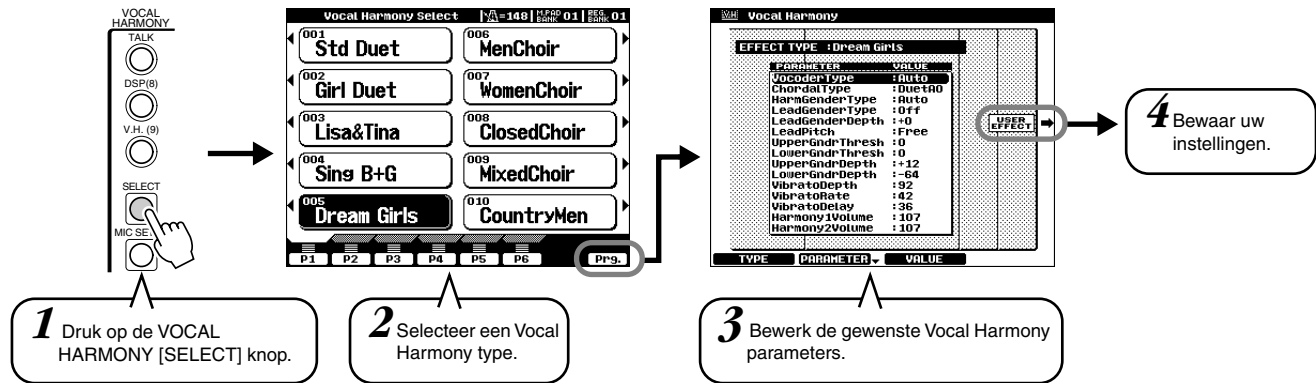 VOCAL
HARMONY
TALK
DSP(8)
V.H. (9)
SELECT
MIC SE
1 Druk op de VOCAL
HARMONY [SELECT] knop.
Vocal Harmony Select =148 M.PAD BANK 01 REG. BANK 01
001 Std Duet
006 MenChoir
002 Girl Duet
007 WomenChoir
003 Lisa&Tina
008 ClosedChoir
004 Sing B+G
009 MixedChoir
005 Dream Girls
010 CountryMen
P1 P2 P3 P4 P5 P6 Prg.
2 Selecteer een Vocal
Harmony type.
V.H. Vocal Harmony
EFFECT TYPE :Dream Girls
PARAMETER VALUE
VocoderType :Auto
ChordalType :DuetA0
HarmGenderType :Auto
LeadGenderType :Off
LeadGenderDepth :+0
LeadPitch :Free
UpperGndrThresh :0
LowerGndrThresh :0
UpperGndrDepth :+12
LowerGndrDepth :-64
VibratoDepth :92
VibratoRate :42
VibratoDelay :36
Harmony1Volume :107
Harmony2Volume :107
USER
EFFECT
TYPE PARAMETER VALUE
3 Bewerk de gewenste Vocal Harmony
parameters.
4 Bewaar uw
instellingen.